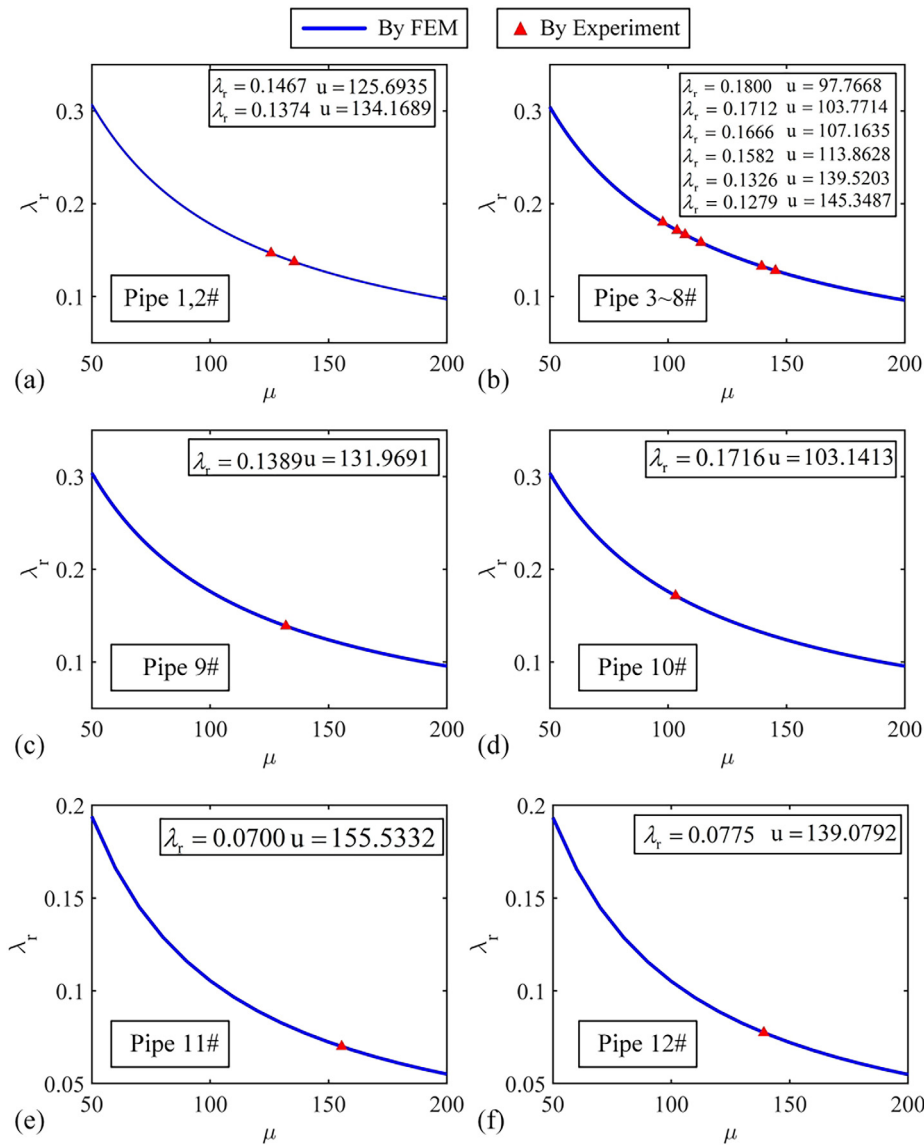 By FEM
By Experiment
λr = 0.1467 u = 125.6935
λr = 0.1374 u = 134.1689
0.3
0.2
0.1
λr
Pipe 1,2#
50 100 150 200
(a)
μ
λr = 0.1800 u = 97.7668
λr = 0.1712 u = 103.7714
λr = 0.1666 u = 107.1635
λr = 0.1582 u = 113.8628
λr = 0.1326 u = 139.5203
λr = 0.1279 u = 145.3487
0.3
0.2
0.1
λr
Pipe 3~8#
50 100 150 200
(b)
μ
λr = 0.1389 u = 131.9691
0.3
0.2
0.1
λr
Pipe 9#
50 100 150 200
(c)
μ
λr = 0.1716 u = 103.1413
0.3
0.2
0.1
λr
Pipe 10#
50 100 150 200
(d)
μ
0.2
λr = 0.0700 u = 155.5332
0.15
λr
0.1
Pipe 11#
0.05
50 100 150 200
(e)
μ
0.2
λr = 0.0775 u = 139.0792
0.15
λr
0.1
Pipe 12#
0.05
50 100 150 200
(f)
μ